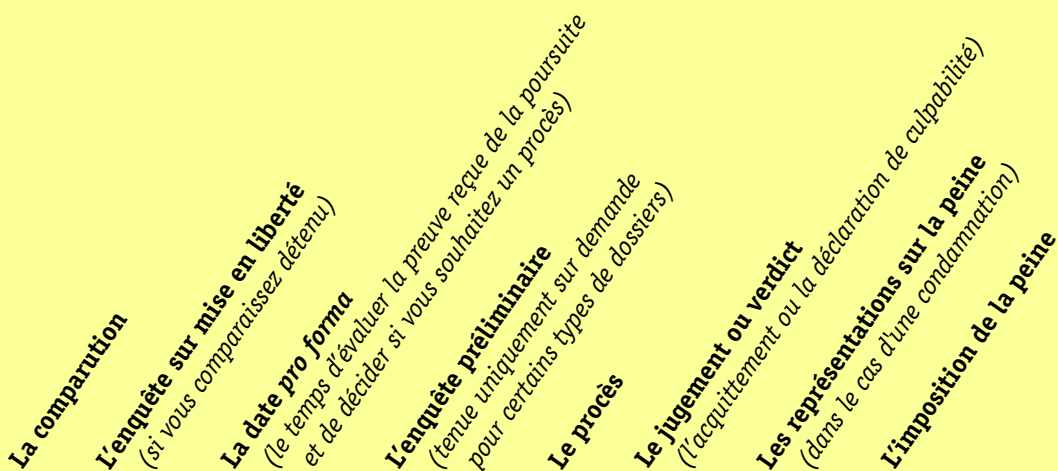 La comparution
L'enquête sur mise en liberté
(si vous comparaissez détenu)
La date pro forma
(le temps d'évaluer la preuve reçue de la poursuite
et de décider si vous souhaitez un procès)
L'enquête préliminaire
(tenue uniquement sur demande
pour certains types de dossiers)
Le procès
Le jugement ou verdict
(l'acquittement ou la déclaration de culpabilité)
Les représentations sur la peine
(dans le cas d'une condamnation)
L'imposition de la peine